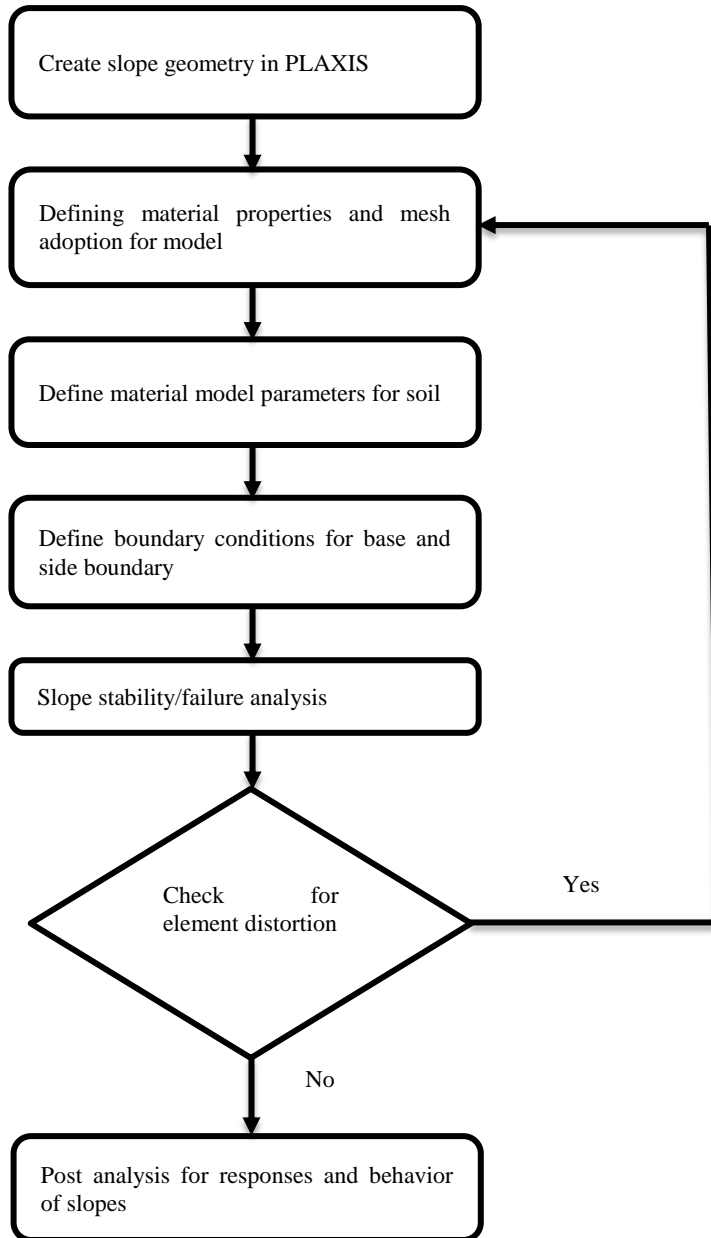 Create slope geometry in PLAXIS
Defining material properties and mesh
adoption for model
Define material model parameters for soil
Define boundary conditions for base and
side boundary
Slope stability/failure analysis
Check for
element distortion
Yes
No
Post analysis for responses and behavior
of slopes